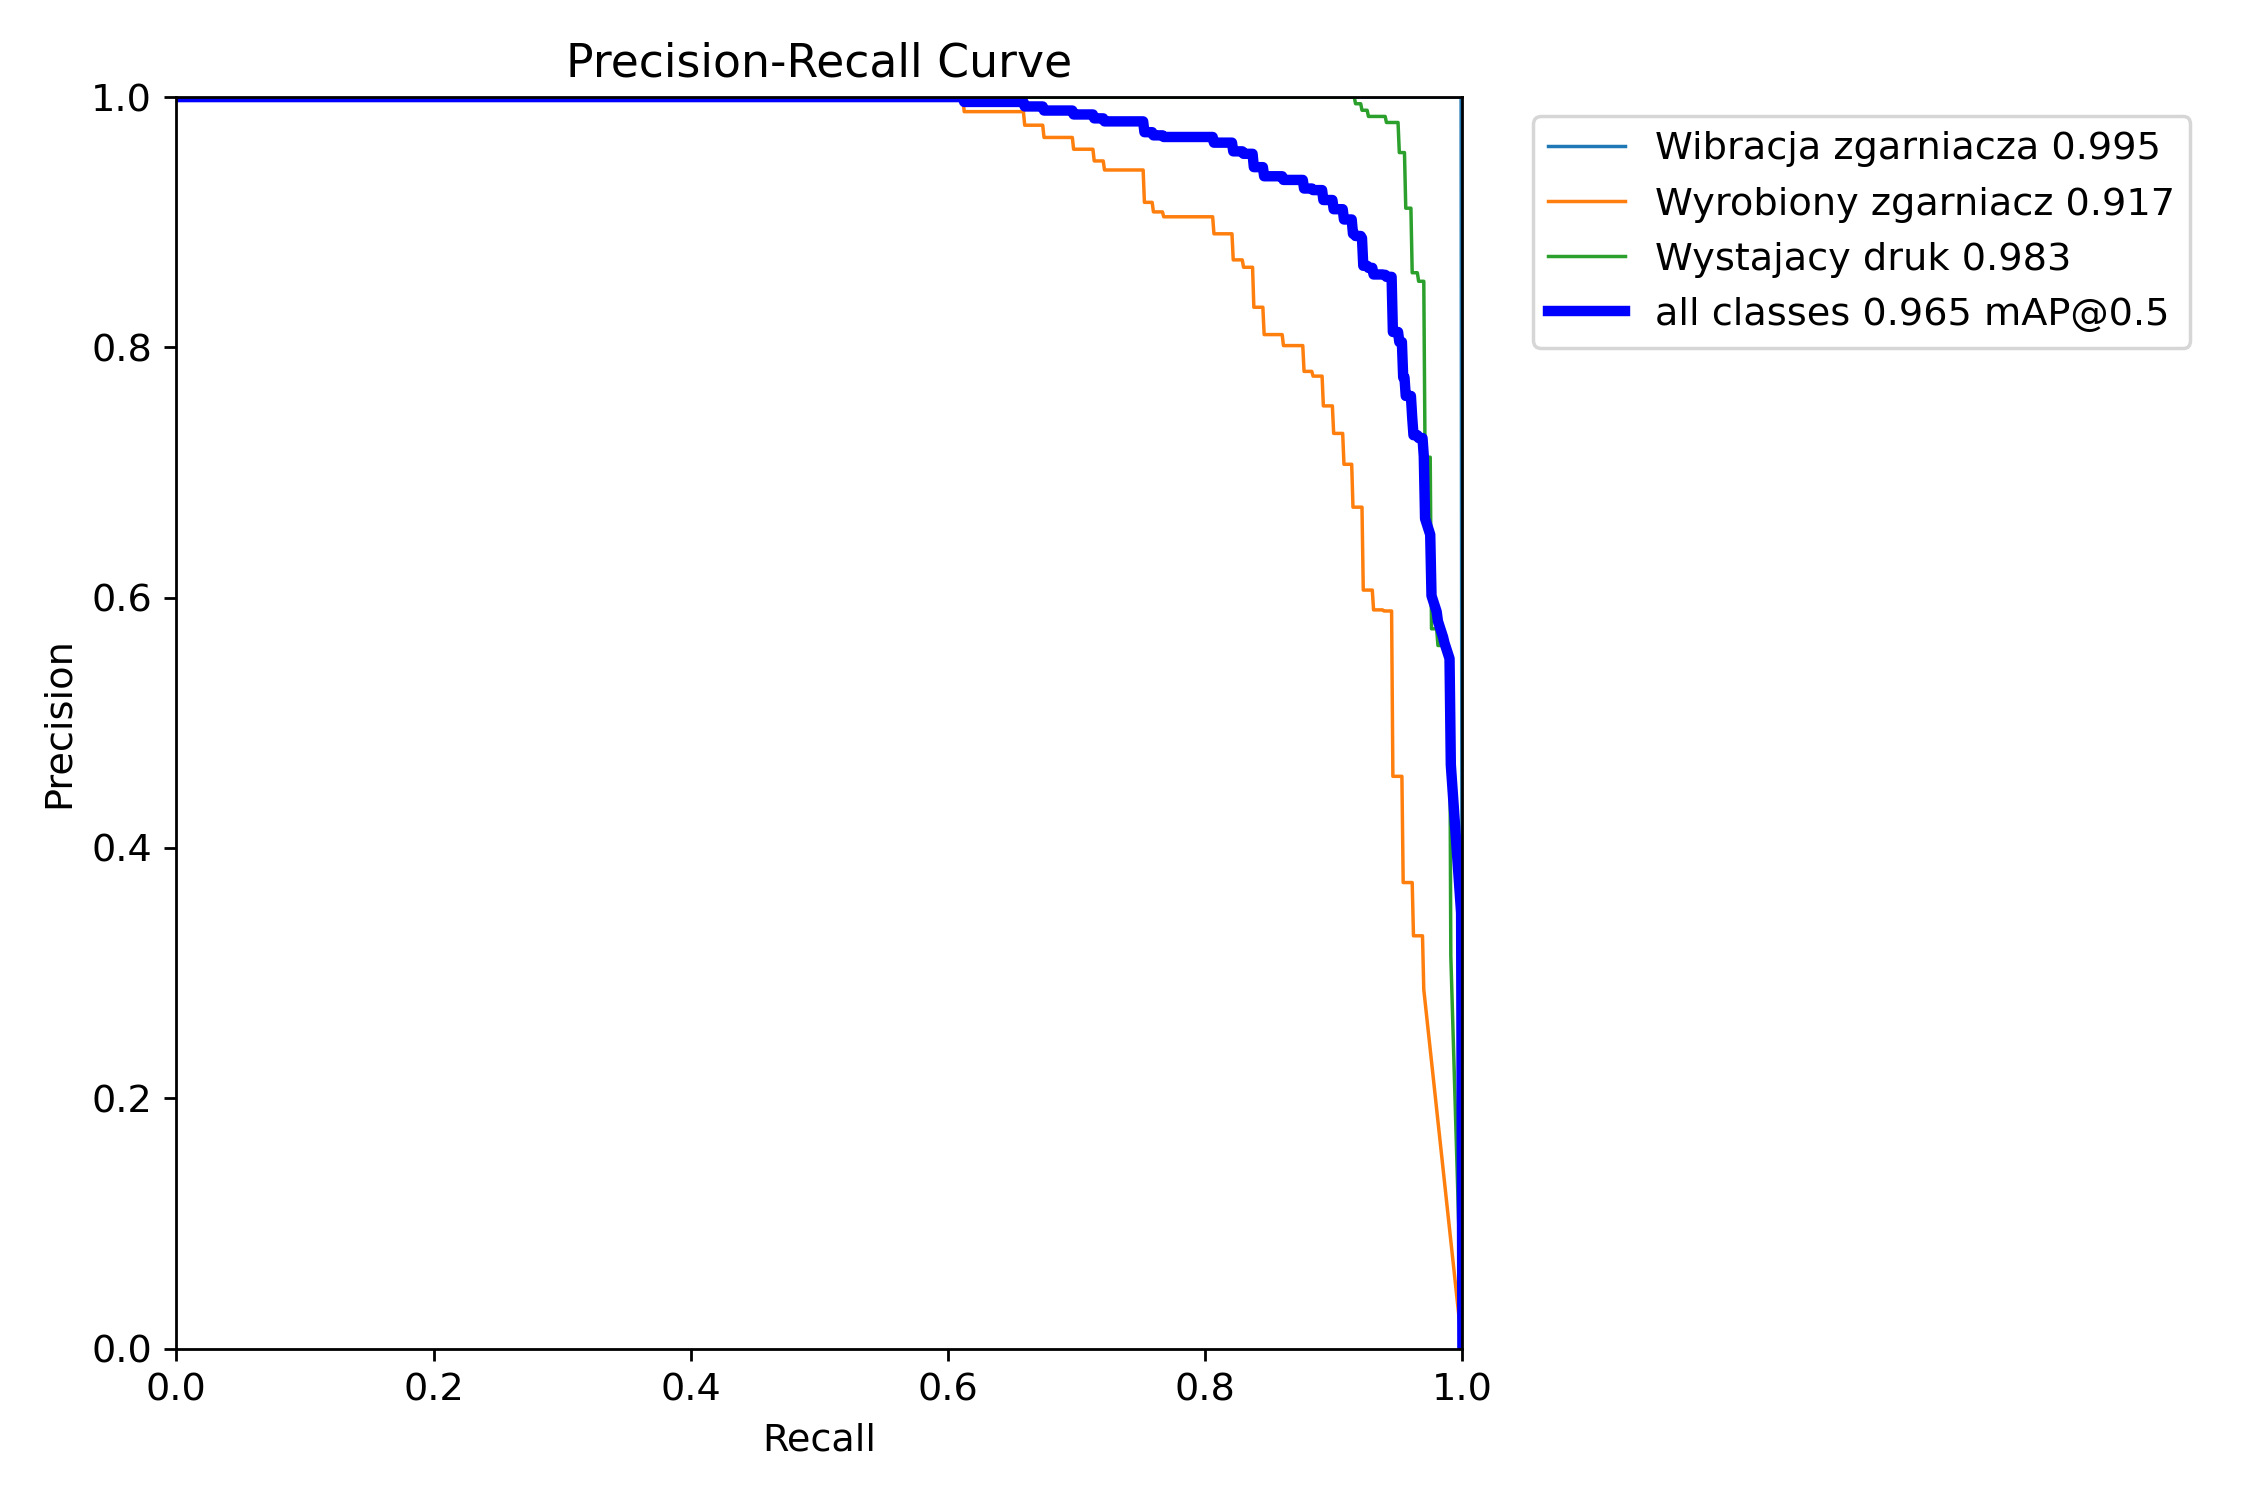 Precision-Recall Curve
1.0
0.8
0.6
0.4
0.2
0.0
Precision
0.0 0.2 0.4 0.6 0.8 1.0
Recall
Wibracja zgarniacza 0.995
Wyrobiony zgarniacz 0.917
Wystajacy druk 0.983
all classes 0.965 mAP@0.5